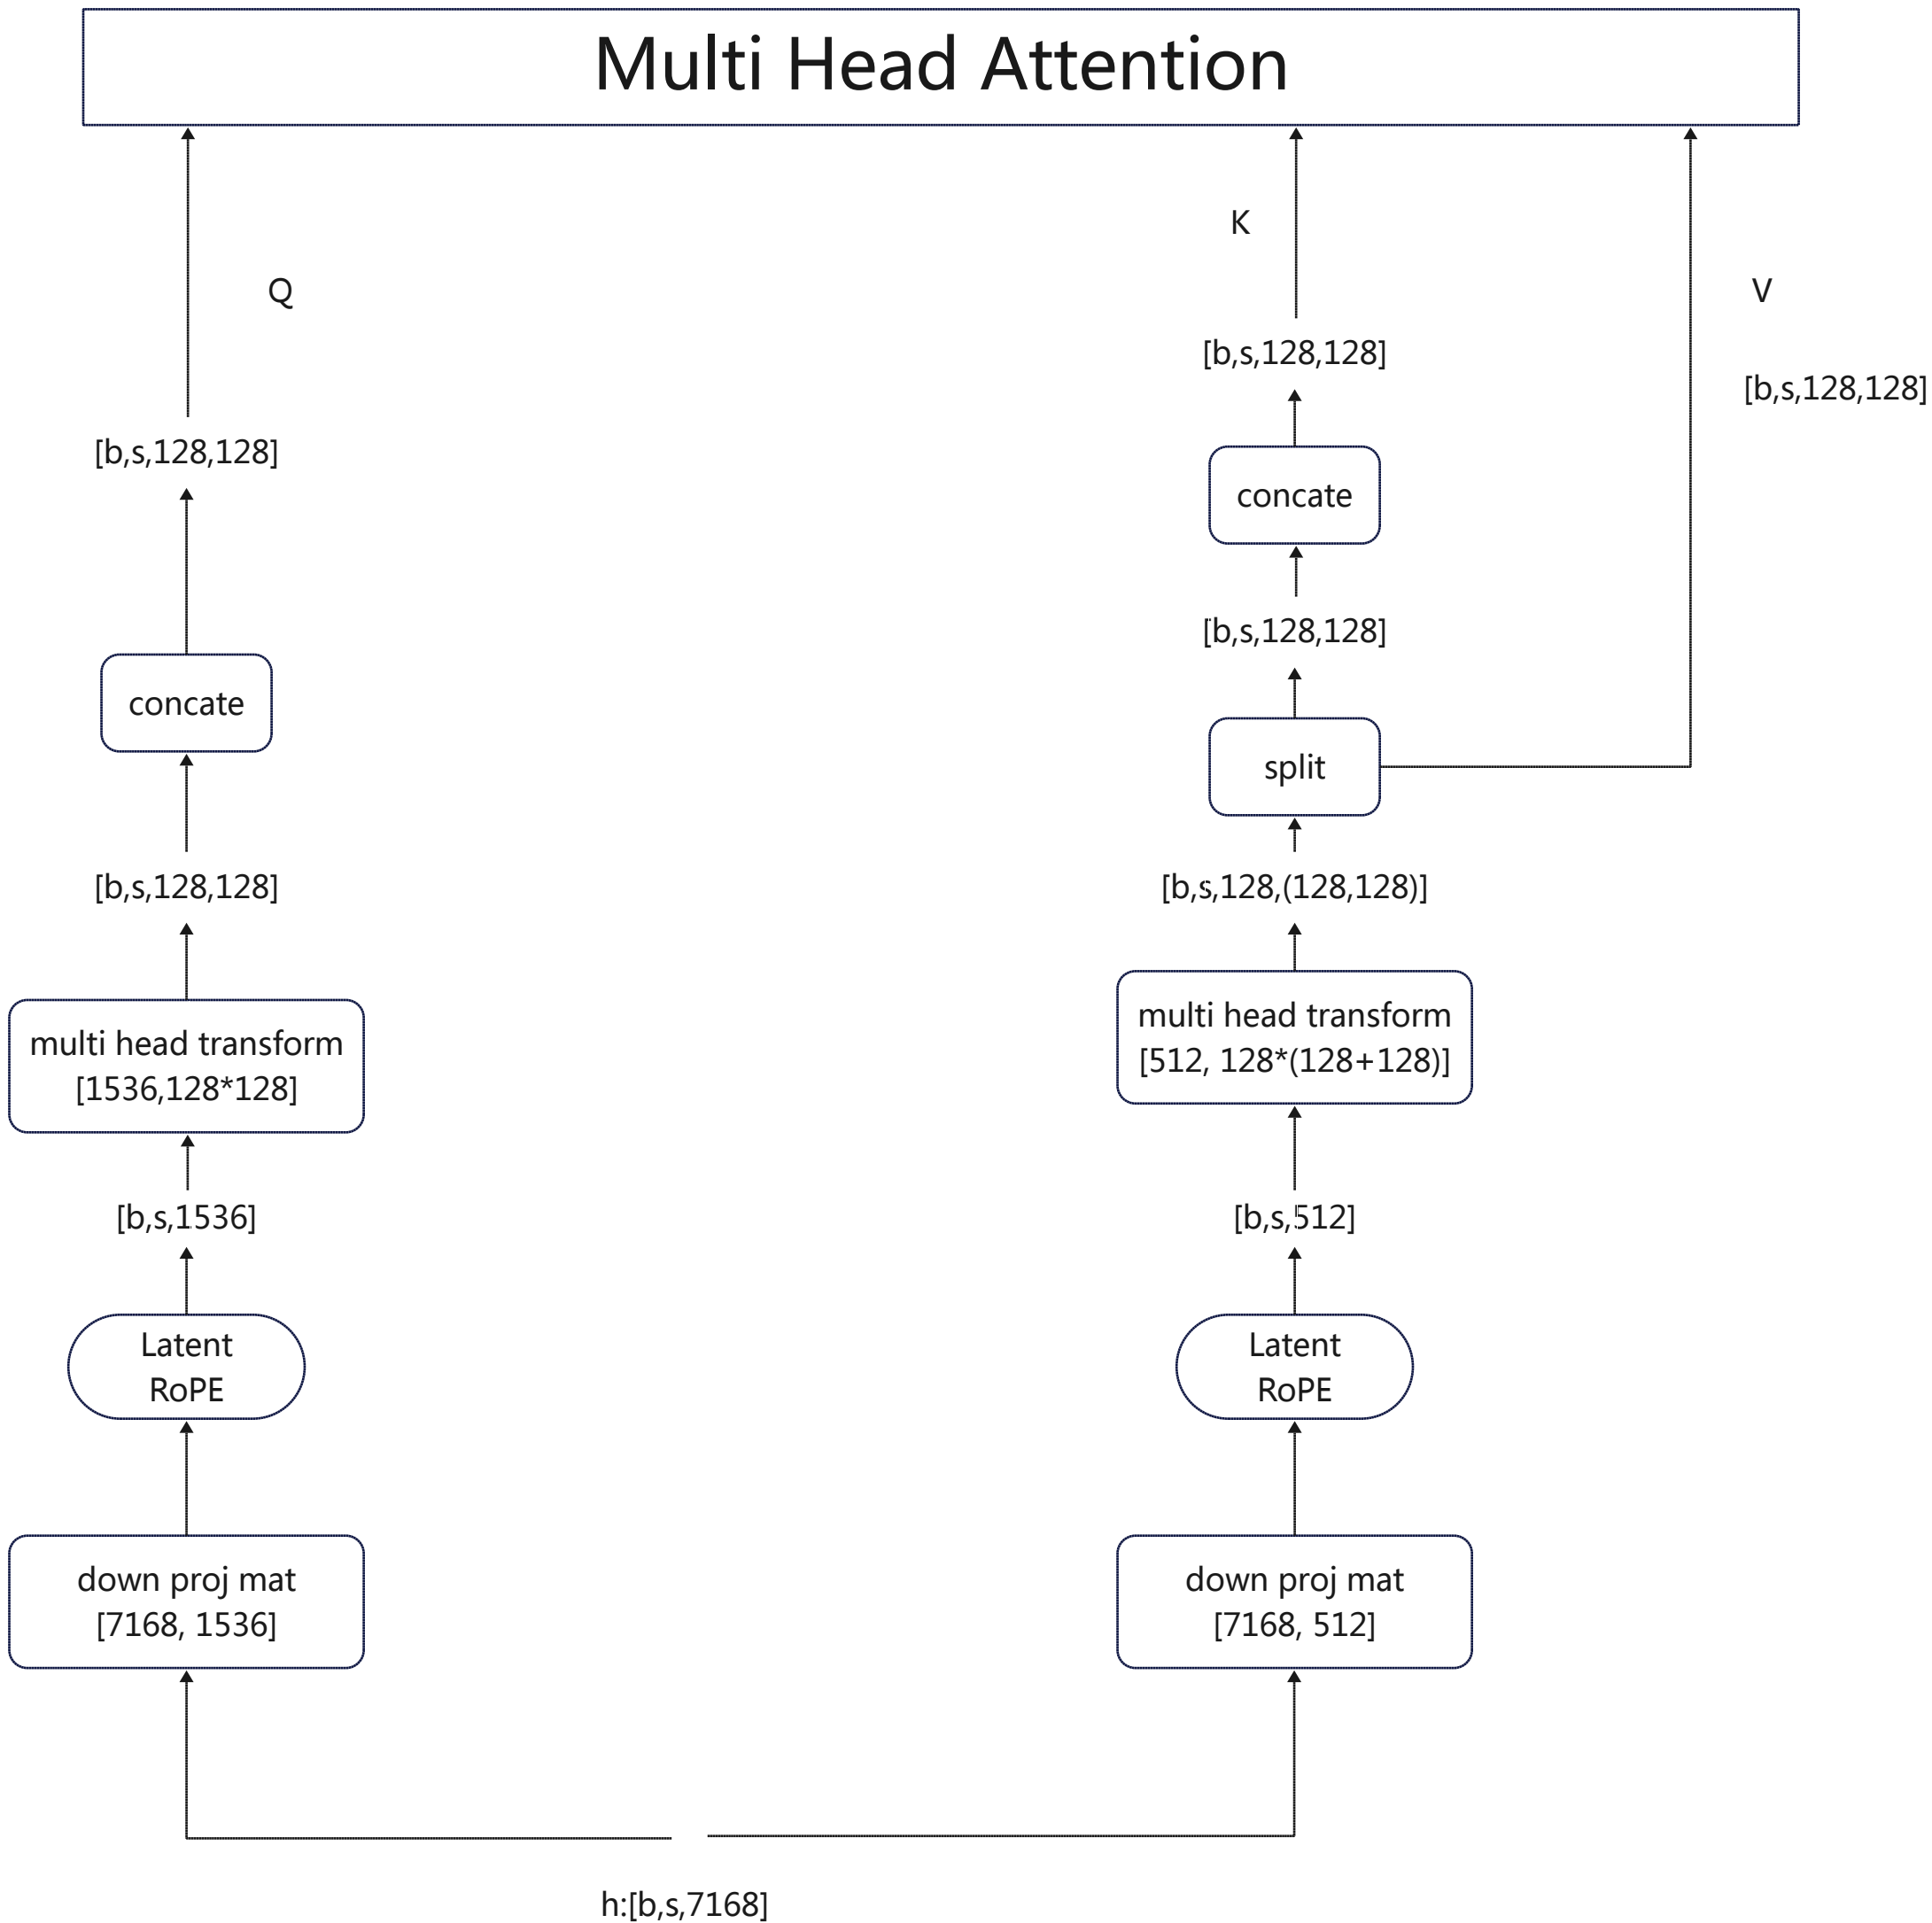 Multi Head Attention
K
Q
V
[b,s,128,128]
[b,s,128,128]
[b,s,128,128]
concate
[b,s,128,128]
concate
split
[b,s,128,128]
[b,s,128,(128,128)]
multi head transform
[1536,128*128]
multi head transform
[512, 128*(128+128)]
[b,s,1536]
[b,s,512]
Latent
RoPE
Latent
RoPE
down proj mat
[7168, 1536]
down proj mat
[7168, 512]
h:[b,s,7168]